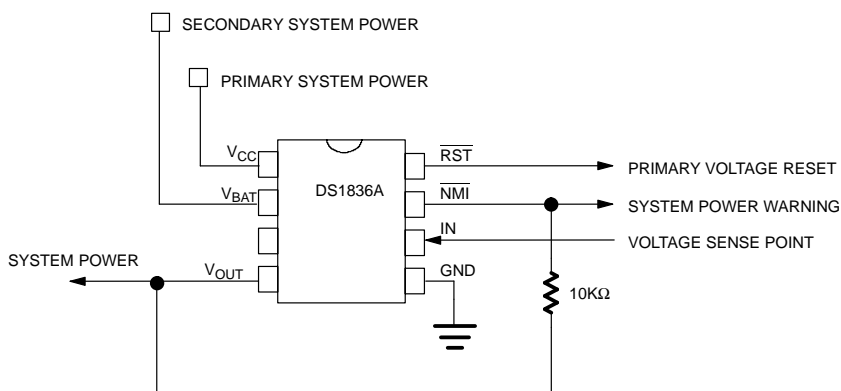 SECONDARY SYSTEM POWER
PRIMARY SYSTEM POWER
VCC
RST
PRIMARY VOLTAGE RESET
VBAT
DS1836A
NMI
SYSTEM POWER WARNING
IN
VOLTAGE SENSE POINT
SYSTEM POWER
VOUT
GND
10KΩ